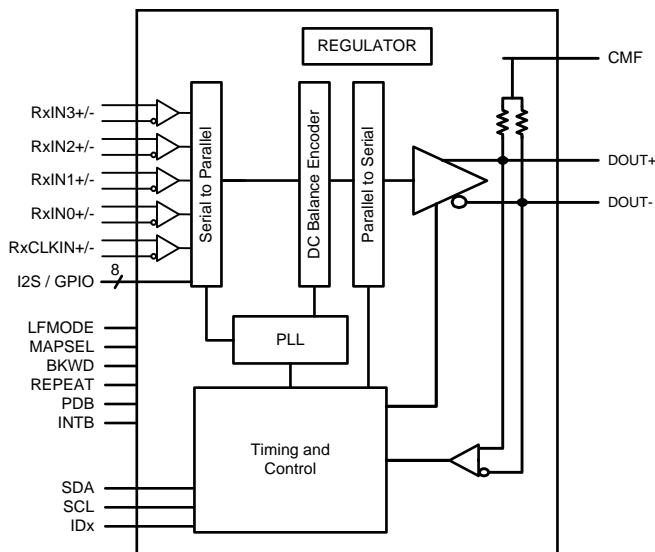 REGULATOR
CMF
RxIN3+/-
RxIN2+/-
RxIN1+/-
RxIN0+/-
RxCLKIN+/-
8
I2S / GPIO
Serial to Parallel
DC Balance Encoder
Parallel to Serial
DOUT+
DOUT-
LFMODE
MAPSEL
BKWD
REPEAT
PDB
INTB
PLL
Timing and
Control
SDA
SCL
IDx